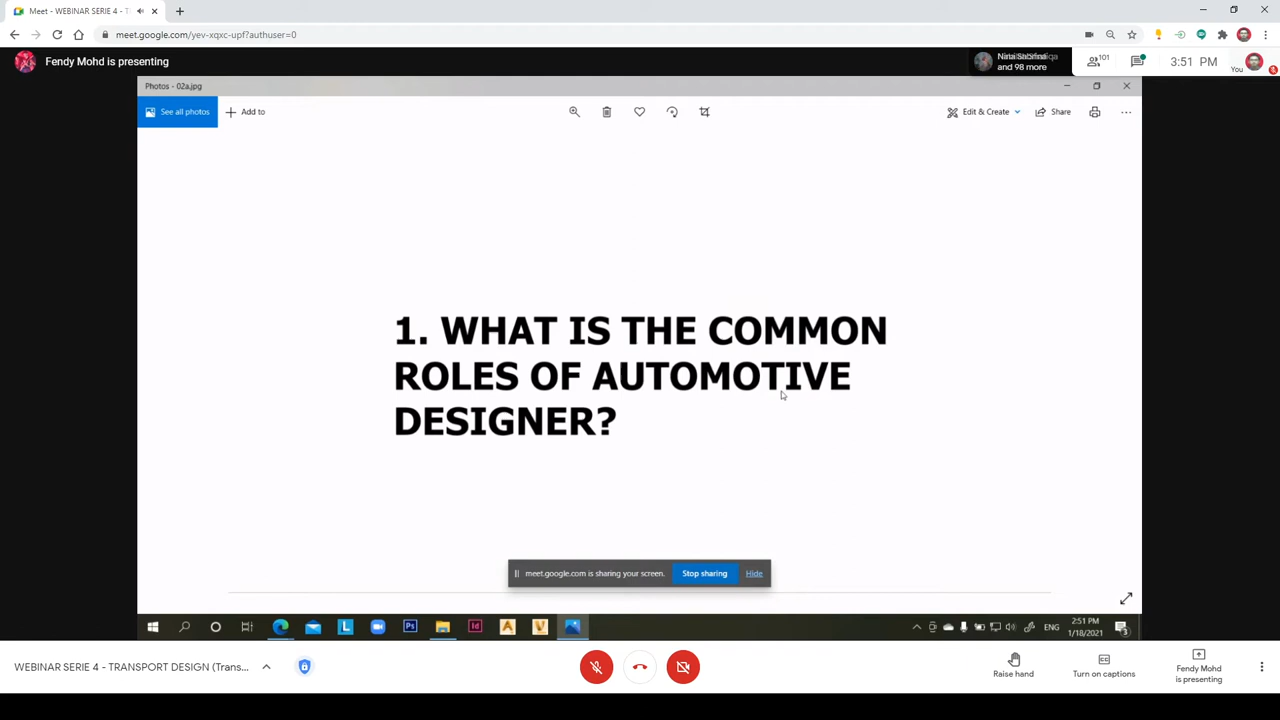 Meet - WEBINAR SERIE 4 - T
meet.google.com/yev-xqxc-upf?authuser=0
Fendy Mohd is presenting
and 98 more
101
3:51 PM
You
Photos - 02a.jpg
See all photos
Add to
Edit & Create
Share
1. WHAT IS THE COMMON
ROLES OF AUTOMOTIVE
DESIGNER?
meet.google.com is sharing your screen.
Stop sharing
Hide
L
Ps
Id
A
V
ENG
2:51 PM
1/18/2021
3
WEBINAR SERIE 4 - TRANSPORT DESIGN (Trans...
Raise hand
Turn on captions
Fendy Mohd
is presenting